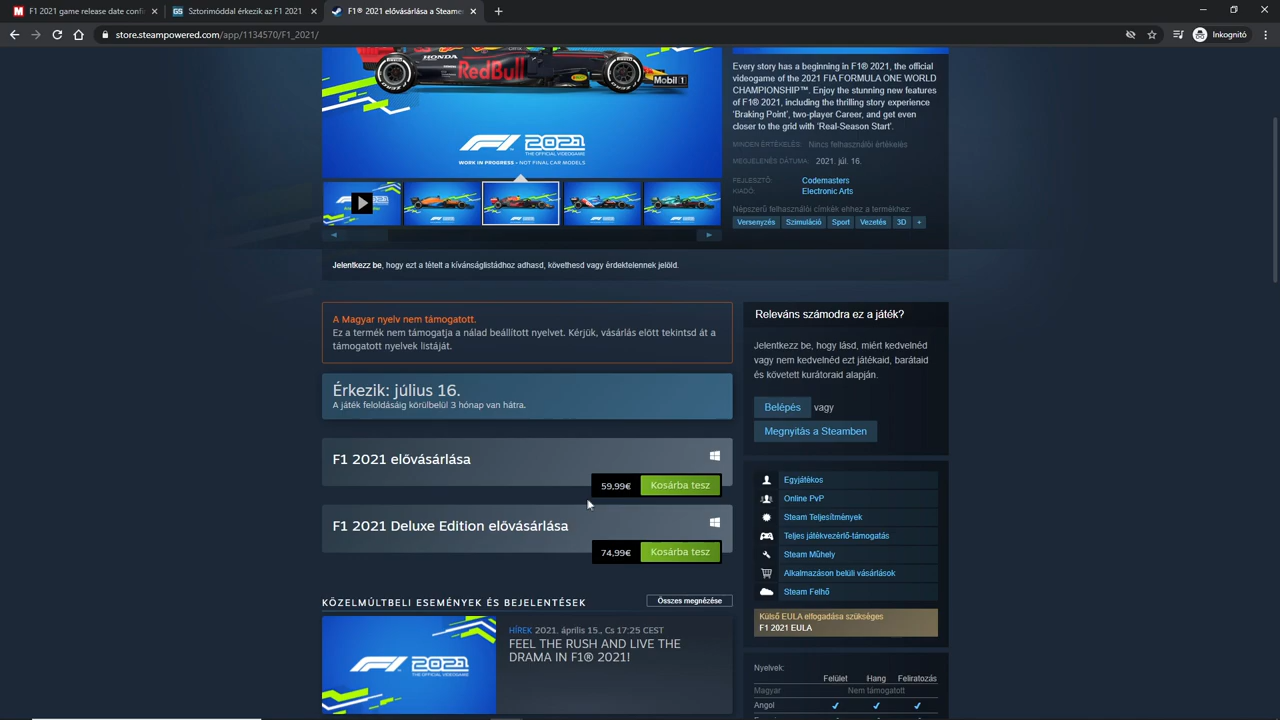 F1 2021 game release date confi
Sztorimóddal érkezik az F1 2021
F1® 2021 elővásárlása a Steame
store.steampowered.com/app/1134570/F1_2021/
Inkognitó
HONDA
RedBull
Mobil 1
F1 2021
THE OFFICIAL VIDEOGAME
WORK IN PROGRESS • NOT FINAL CAR MODELS
Every story has a beginning in F1® 2021, the official
videogame of the 2021 FIA FORMULA ONE WORLD
CHAMPIONSHIP™. Enjoy the stunning new features
of F1® 2021, including the thrilling story experience
'Braking Point', two-player Career, and get even
closer to the grid with 'Real-Season Start'.
MINDEN ÉRTÉKELÉS: Nincs felhasználói értékelés
MEGJELENÉS DÁTUMA: 2021. júl. 16.
FEJLESZTŐ: Codemasters
KIADÓ: Electronic Arts
Népszerű felhasználói címkék ehhez a termékhez:
Versenyzés Szimuláció Sport Vezetés 3D +
Jelentkezz be, hogy ezt a tételt a kívánságlistádhoz adhasd, követhesd vagy érdektelennek jelöld.
A Magyar nyelv nem támogatott.
Ez a termék nem támogatja a nálad beállított nyelvet. Kérjük, vásárlás előtt tekintsd át a
támogatott nyelvek listáját.
Érkezik: július 16.
A játék feloldásáig körülbelül 3 hónap van hátra.
F1 2021 elővásárlása
59,99€ Kosárba tesz
F1 2021 Deluxe Edition elővásárlása
74,99€ Kosárba tesz
KÖZELMÚLTBELI ESEMÉNYEK ÉS BEJELENTÉSEK
Összes megnézése
F1 2021
THE OFFICIAL VIDEOGAME
HÍREK 2021. április 15., Cs 17:25 CEST
FEEL THE RUSH AND LIVE THE
DRAMA IN F1® 2021!
Releváns számodra ez a játék?
Jelentkezz be, hogy lásd, miért kedvelnéd
vagy nem kedvelnéd ezt játékaid, barátaid
és követett kurátoraid alapján.
Belépés vagy
Megnyitás a Steamben
Egyjátékos
Online PvP
Steam Teljesítmények
Teljes játékvezérlő-támogatás
Steam Műhely
Alkalmazáson belüli vásárlások
Steam Felhő
Külső EULA elfogadása szükséges
F1 2021 EULA
Nyelvek:
Felület Hang Feliratozás
Magyar Nem támogatott
Angol ✔ ✔ ✔